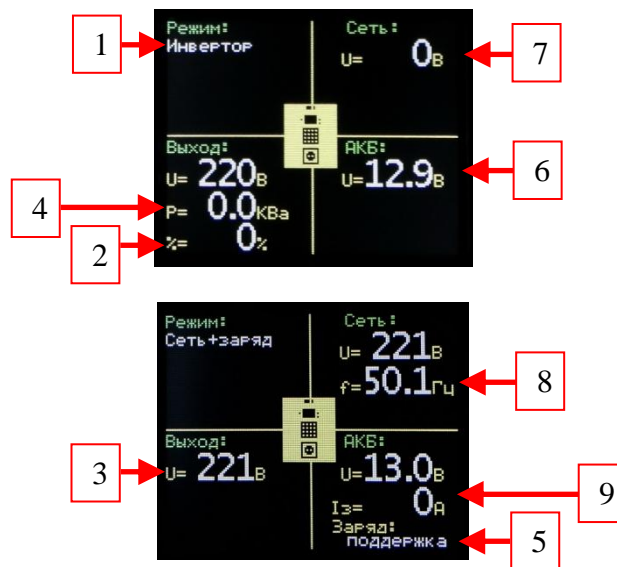 1
Режим:
Инвертор
Сеть:
U= 0В
7
Выход:
U= 220В
P= 0.0КВа
%= 0%
АКБ:
U=12.9В
6
4
2
Режим:
Сеть+заряд
Сеть:
U= 221В
f=50.1Гц
8
Выход:
U= 221В
3
АКБ:
U=13.0В
Iз= 0А
Заряд:
поддержка
9
5